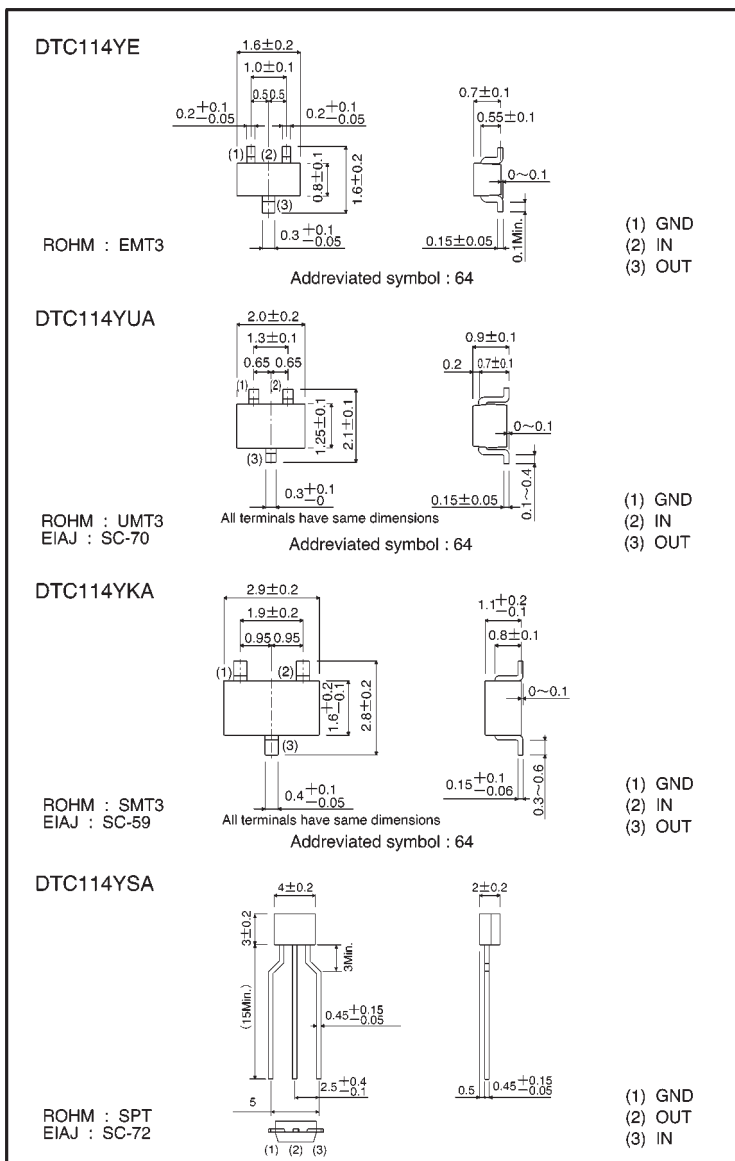 DTC114YE
1.6±0.2
1.0±0.1
0.5 0.5
0.2+0.1
−0.05
0.2+0.1
−0.05
(1) (2)
(3)
0.8±0.1
1.6±0.2
0.3+0.1
−0.05
0.7±0.1
0.55±0.1
0~0.1
0.15±0.05
0.1Min.
ROHM : EMT3
Addreviated symbol : 64
(1) GND
(2) IN
(3) OUT
DTC114YUA
2.0±0.2
1.3±0.1
0.65 0.65
(1) (2)
(3)
1.25±0.1
2.1±0.1
0.3+0.1
−0
0.9±0.1
0.2 0.7±0.1
0~0.1
0.15±0.05
0.1~0.4
All terminals have same dimensions
ROHM : UMT3
EIAJ : SC-70
Addreviated symbol : 64
(1) GND
(2) IN
(3) OUT
DTC114YKA
2.9±0.2
1.9±0.2
0.95 0.95
(1) (2)
(3)
1.6+0.2
−0.1
2.8±0.2
0.4+0.1
−0.05
1.1+0.2
−0.1
0.8±0.1
0~0.1
0.15+0.1
−0.06
0.3~0.6
All terminals have same dimensions
ROHM : SMT3
EIAJ : SC-59
Addreviated symbol : 64
(1) GND
(2) IN
(3) OUT
DTC114YSA
4±0.2
2±0.2
3±0.2
3Min.
(15Min.)
0.45+0.15
−0.05
2.5+0.4
−0.1
5
0.5
0.45+0.15
−0.05
(1) (2) (3)
ROHM : SPT
EIAJ : SC-72
(1) GND
(2) OUT
(3) IN